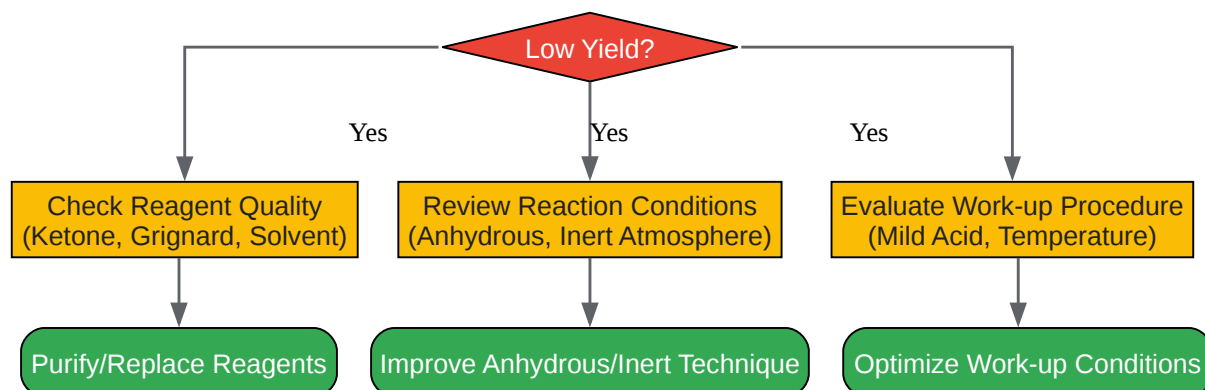 Low Yield?
Yes
Yes
Yes
Check Reagent Quality
(Ketone, Grignard, Solvent)
Review Reaction Conditions
(Anhydrous, Inert Atmosphere)
Evaluate Work-up Procedure
(Mild Acid, Temperature)
Purify/Replace Reagents
Improve Anhydrous/Inert Technique
Optimize Work-up Conditions